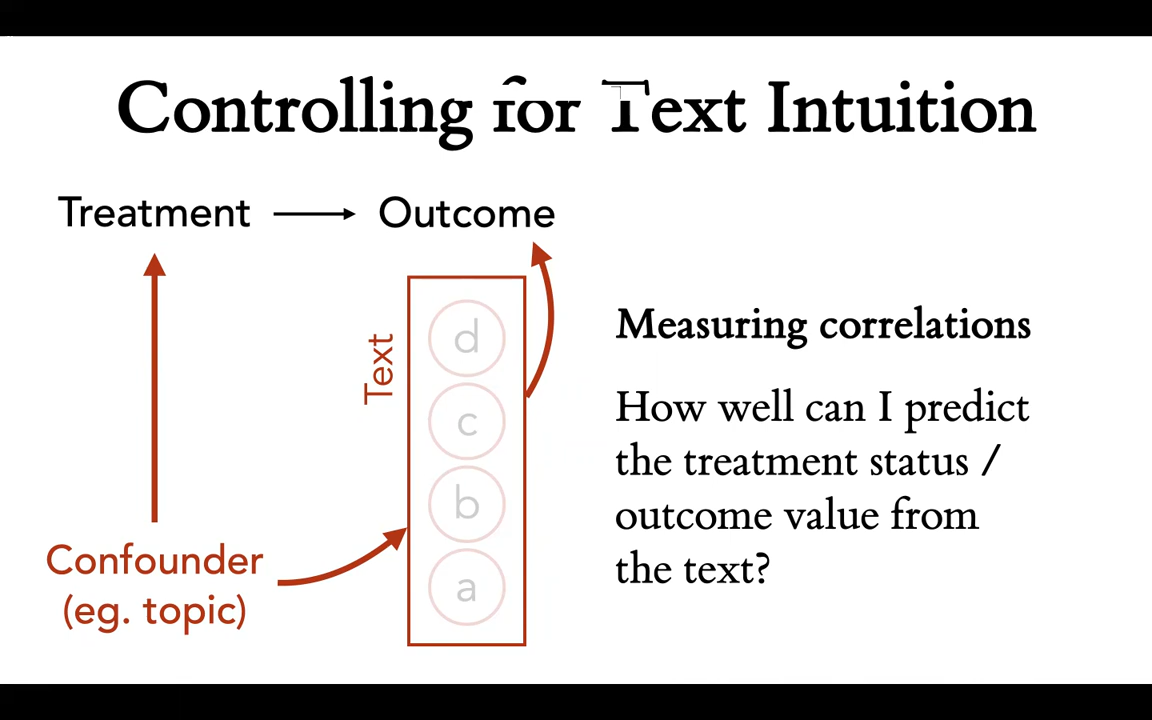 Controlling for Text Intuition
Treatment
Outcome
Text
d
c
b
a
Confounder
(eg. topic)
Measuring correlations
How well can I predict
the treatment status /
outcome value from
the text?